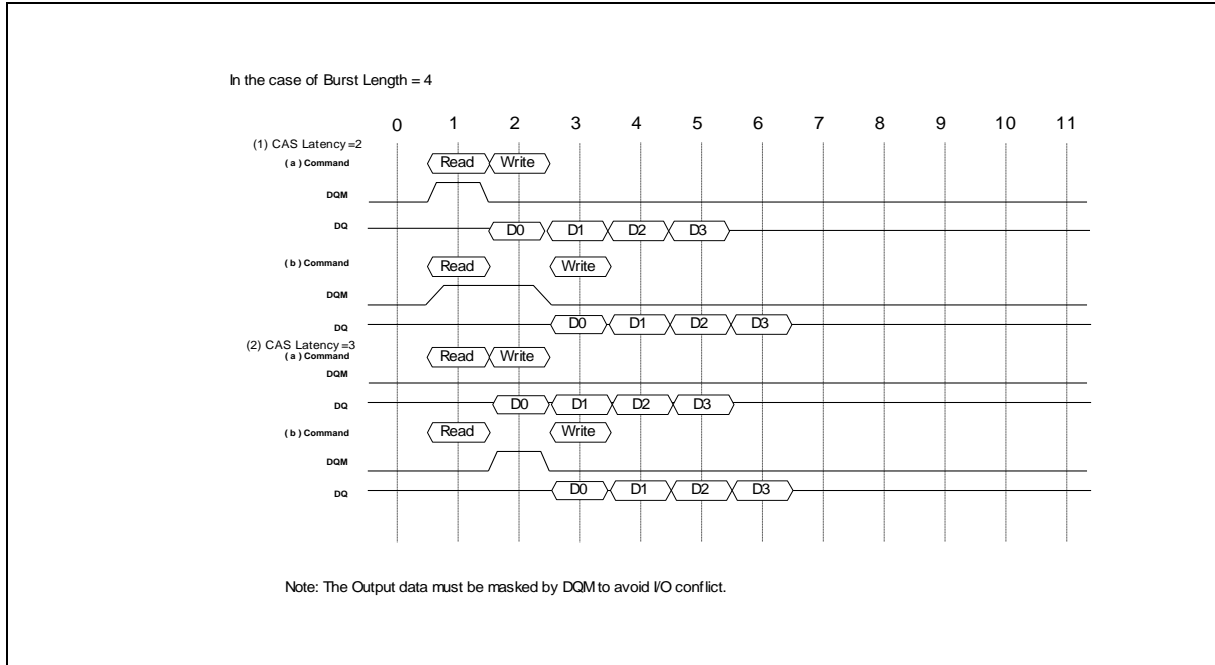 In the case of Burst Length = 4
0 1 2 3 4 5 6 7 8 9 10 11
(1) CAS Latency=2
( a ) Command Read Write
DQM
DQ D0 D1 D2 D3
( b ) Command Read Write
DQM
DQ D0 D1 D2 D3
(2) CAS Latency=3
( a ) Command Read Write
DQM
DQ D0 D1 D2 D3
( b ) Command Read Write
DQM
DQ D0 D1 D2 D3
Note: The Output data must be masked by DQM to avoid I/O conflict.